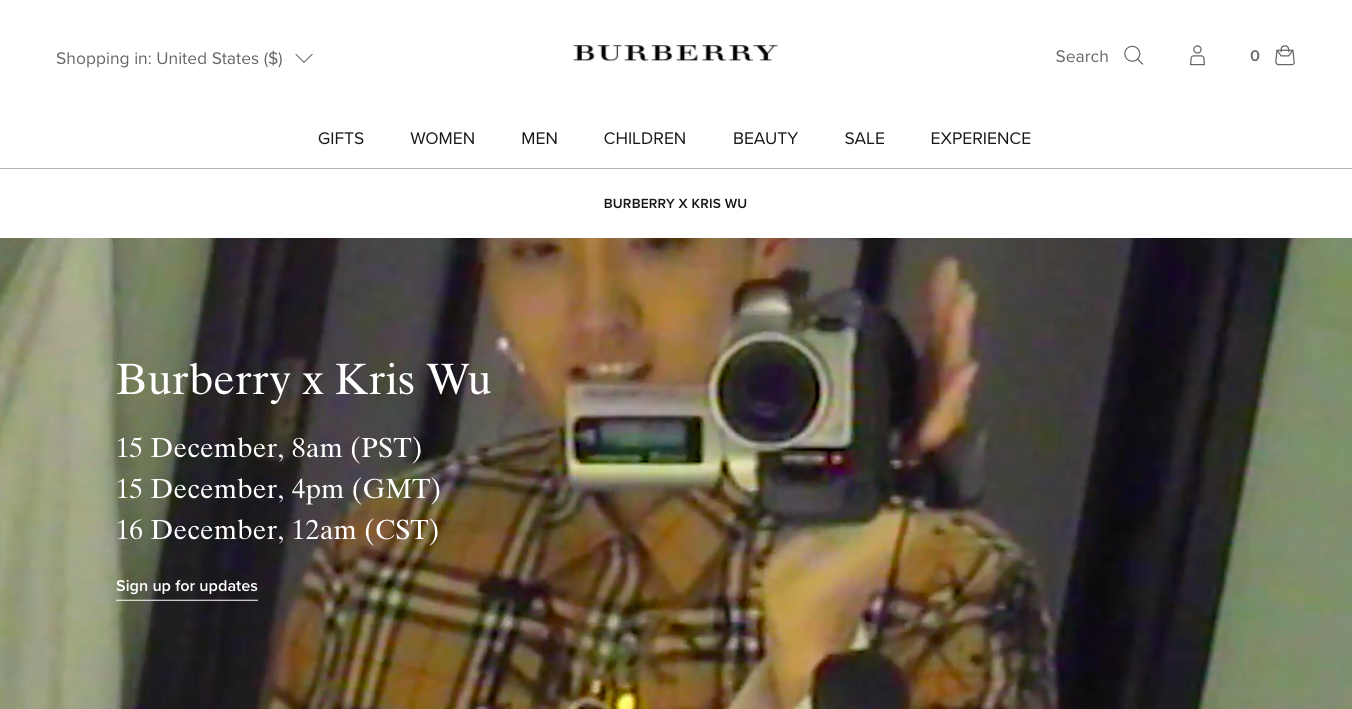 Shopping in: United States ($)
BURBERRY
Search
0
GIFTS WOMEN MEN CHILDREN BEAUTY SALE EXPERIENCE
BURBERRY X KRIS WU
Burberry x Kris Wu
15 December, 8am (PST)
15 December, 4pm (GMT)
16 December, 12am (CST)
Sign up for updates